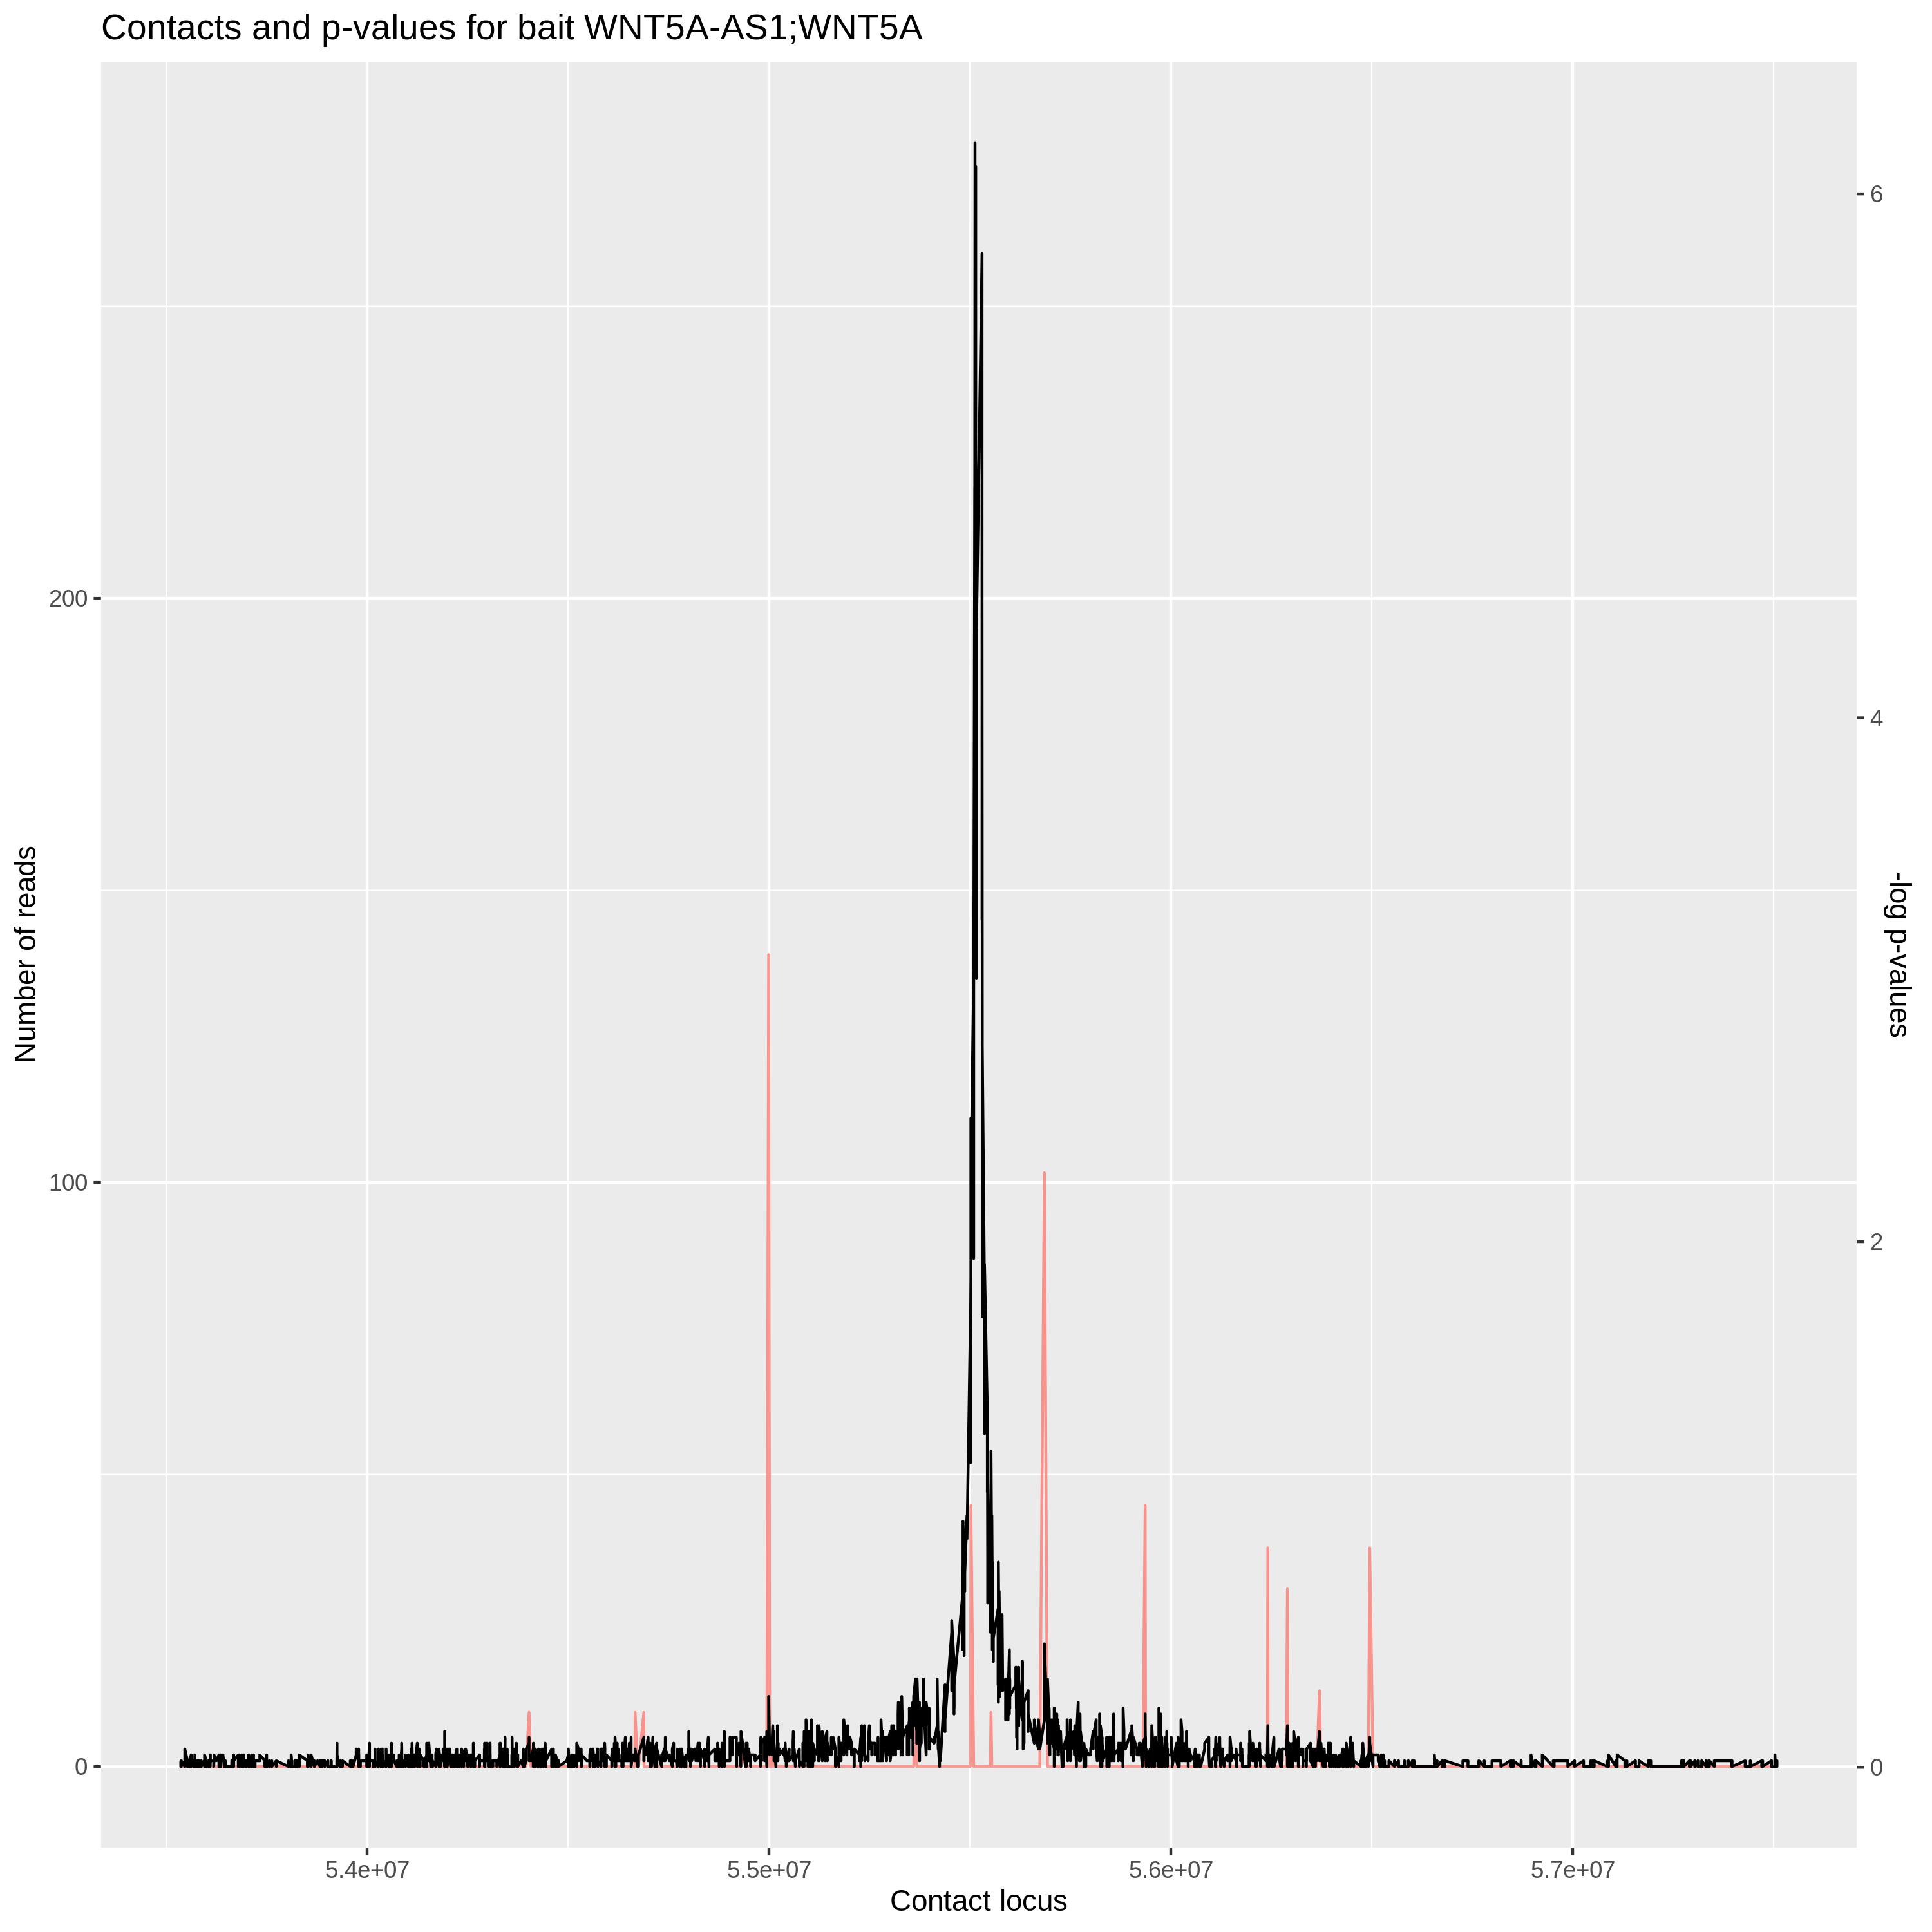 Contacts and p-values for bait WNT5A-AS1;WNT5A
6
200
4
Number of reads
-log p-values
100
2
0
0
5.4e+07
5.5e+07
5.6e+07
5.7e+07
Contact locus